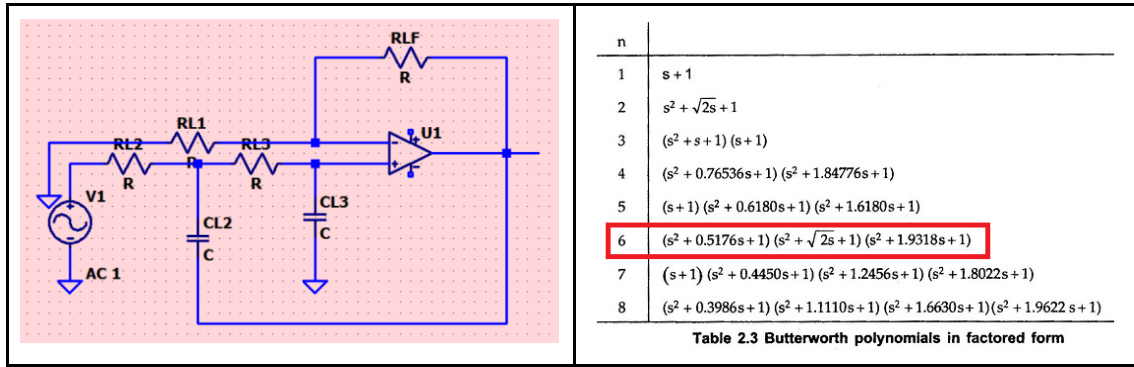 RLF
R
RL1
R
U1
RL2
R
RL3
R
V1
CL2
C
CL3
C
AC 1
n
1 s + 1
2 s² + √2s + 1
3 (s² + s + 1) (s + 1)
4 (s² + 0.76536s + 1) (s² + 1.84776s + 1)
5 (s + 1) (s² + 0.6180s + 1) (s² + 1.6180s + 1)
6 (s² + 0.5176s + 1) (s² + √2s + 1) (s² + 1.9318s + 1)
7 (s + 1) (s² + 0.4450s + 1) (s² + 1.2456s + 1) (s² + 1.8022s + 1)
8 (s² + 0.3986s + 1) (s² + 1.1110s + 1) (s² + 1.6630s + 1) (s² + 1.9622 s + 1)
Table 2.3 Butterworth polynomials in factored form